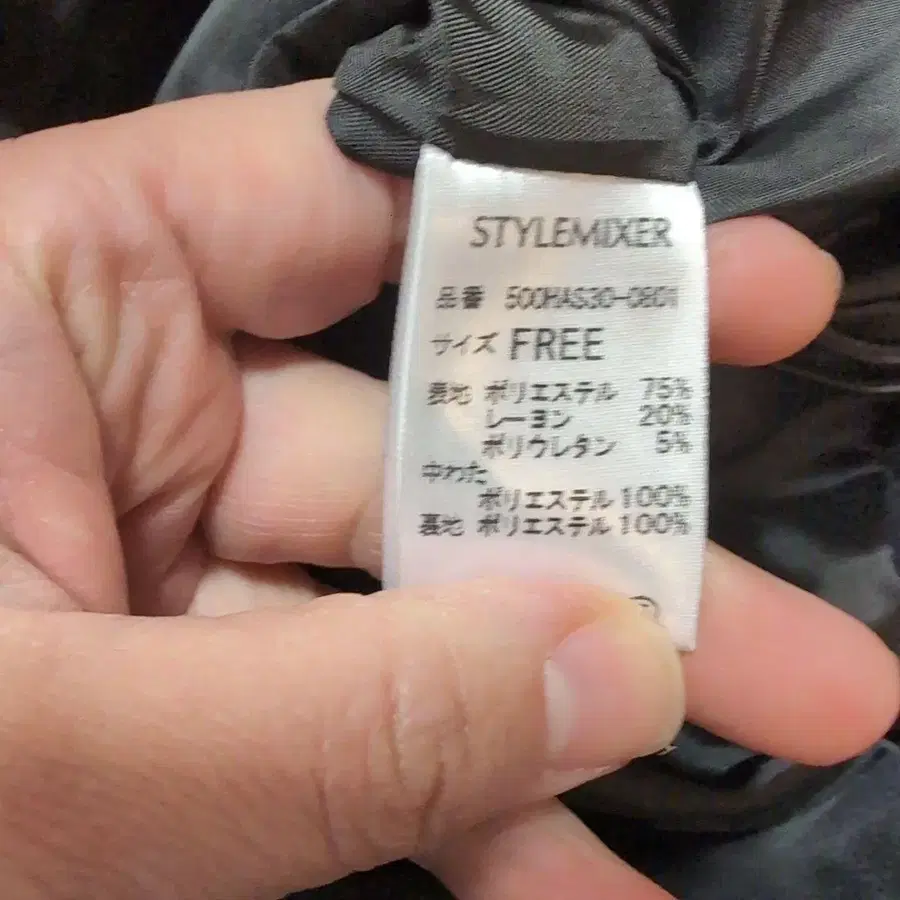 STYLEMIXER
品番 500HAS30-0801
サイズ FREE
表地 ポリエステル 75%
レーヨン 20%
ポリウレタン 5%
中わた
ポリエステル 100%
裏地 ポリエステル 100%